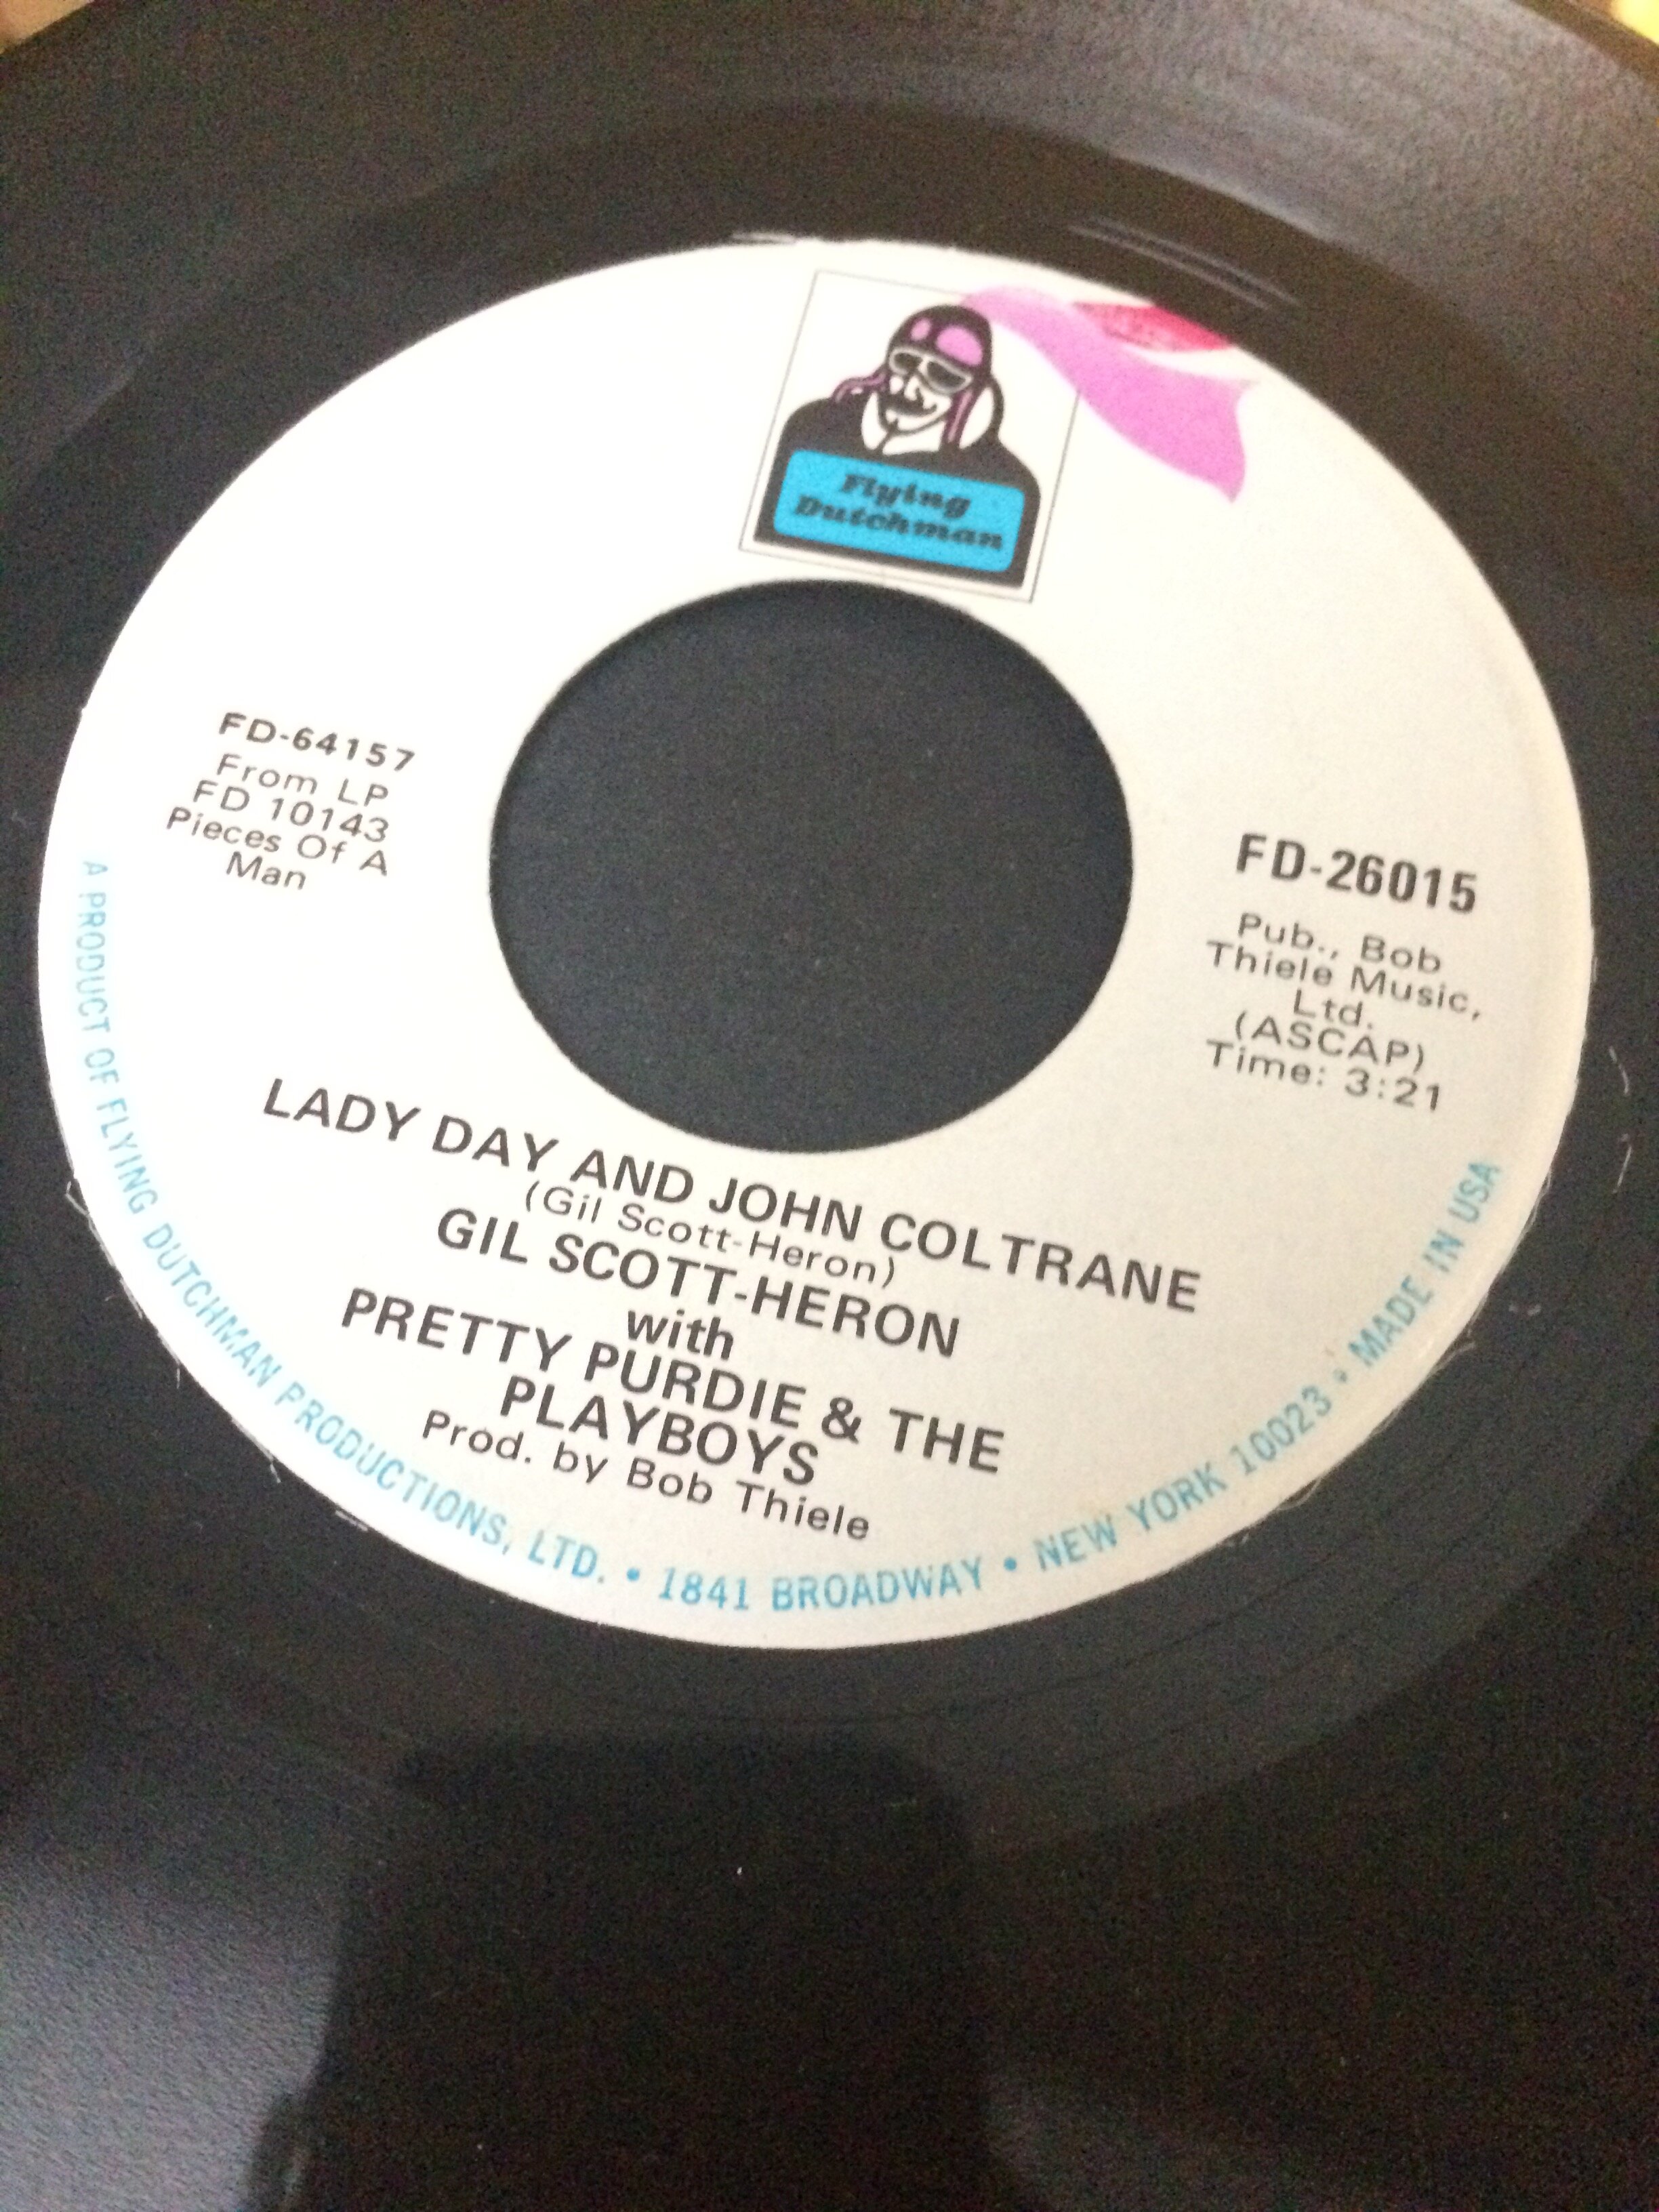 Flying
Dutchman
FD-64157
From LP
FD 10143
Pieces Of A
Man
FD-26015
Pub., Bob
Thiele Music,
Ltd.
(ASCAP)
Time: 3:21
LADY DAY AND JOHN COLTRANE
(Gil Scott-Heron)
GIL SCOTT-HERON
with
PRETTY PURDIE & THE
PLAYBOYS
Prod. by Bob Thiele
A PRODUCT OF FLYING DUTCHMAN PRODUCTIONS, LTD. • 1841 BROADWAY • NEW YORK 10023 • MADE IN USA